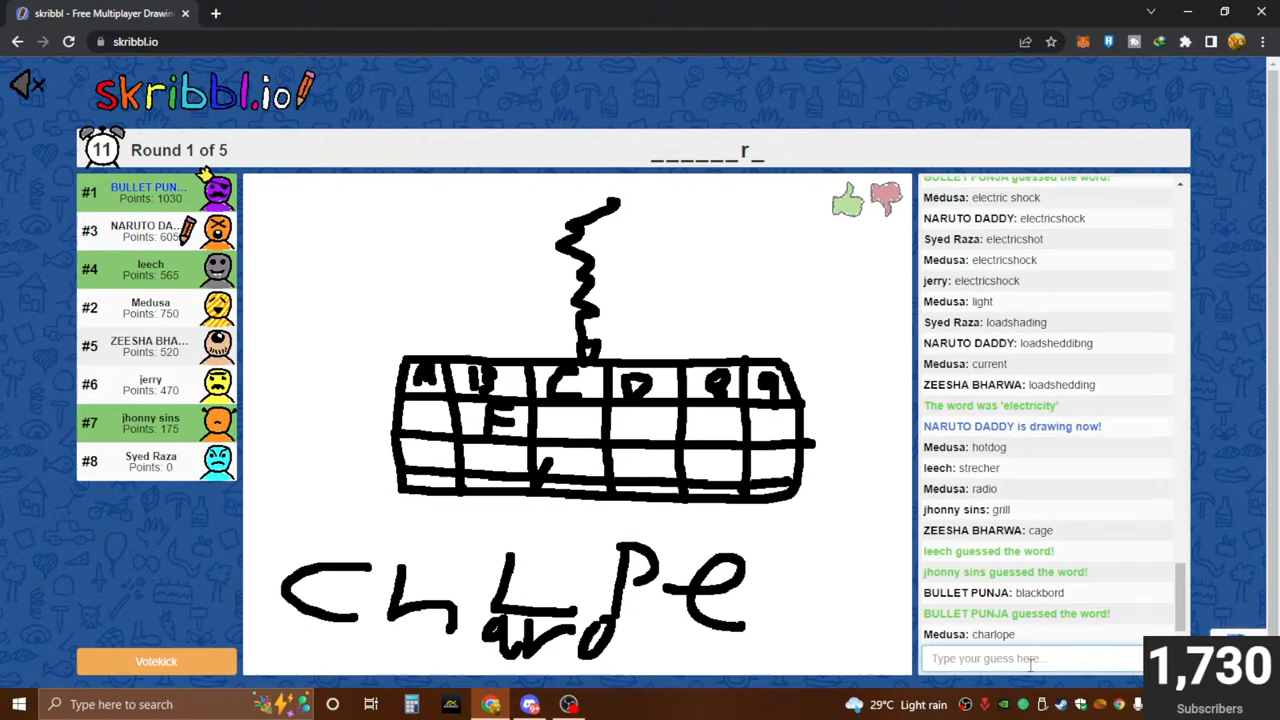 skribbl - Free Multiplayer Drawin
skribbl.io
skribbl.io
11
Round 1 of 5
______r_
#1
BULLET PUN...
Points: 1030
#3
NARUTO DA...
Points: 605
#4
leech
Points: 565
#2
Medusa
Points: 750
#5
ZEESHA BHA...
Points: 520
#6
jerry
Points: 470
#7
jhonny sins
Points: 175
#8
Syed Raza
Points: 0
Votekick
A
C D
E
BULLET PUNJA guessed the word!
Medusa: electric shock
NARUTO DADDY: electricshock
Syed Raza: electricshot
Medusa: electricshock
jerry: electricshock
Medusa: light
Syed Raza: loadshading
NARUTO DADDY: loadsheddibng
Medusa: current
ZEESHA BHARWA: loadshedding
The word was 'electricity'
NARUTO DADDY is drawing now!
Medusa: hotdog
leech: strecher
Medusa: radio
jhonny sins: grill
ZEESHA BHARWA: cage
leech guessed the word!
jhonny sins guessed the word!
BULLET PUNJA: blackbord
BULLET PUNJA guessed the word!
Medusa: charlope
Type your guess here...
1,730
Subscribers
Type here to search
29°C Light rain